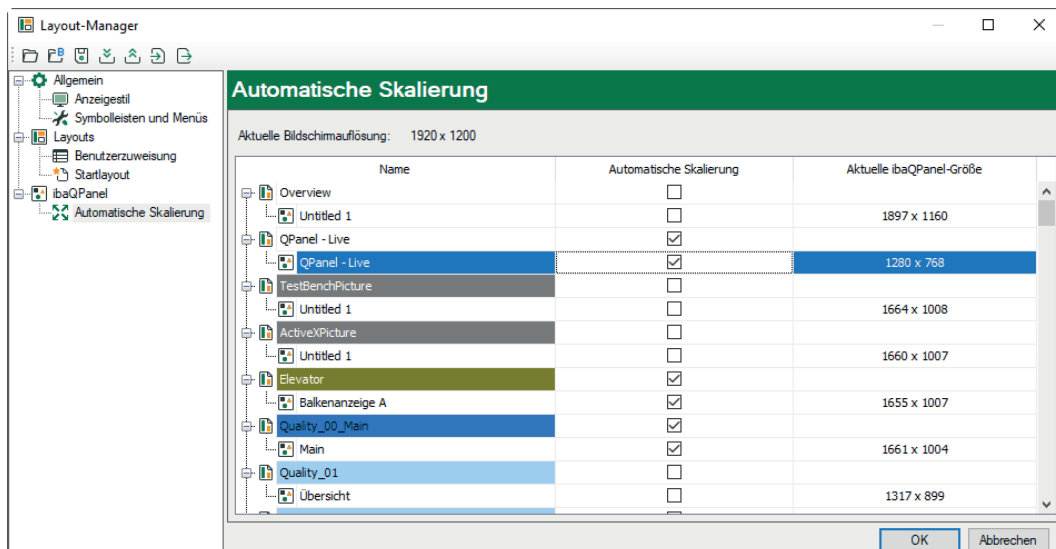 Layout-Manager
Allgemein
Anzeigestil
Symbolleisten und Menüs
Layouts
Benutzerzuweisung
Startlayout
ibaQPanel
Automatische Skalierung
Automatische Skalierung
Aktuelle Bildschirmauflösung: 1920 x 1200
Name Automatische Skalierung Aktuelle ibaQPanel-Größe
Overview
Untitled 1 1897 x 1160
QPanel - Live
QPanel - Live 1280 x 768
TestBenchPicture
Untitled 1 1664 x 1008
ActiveXPicture
Untitled 1 1660 x 1007
Elevator
Balkenanzeige A 1655 x 1007
Quality_00_Main
Main 1661 x 1004
Quality_01
Übersicht 1317 x 899
OK Abbrechen